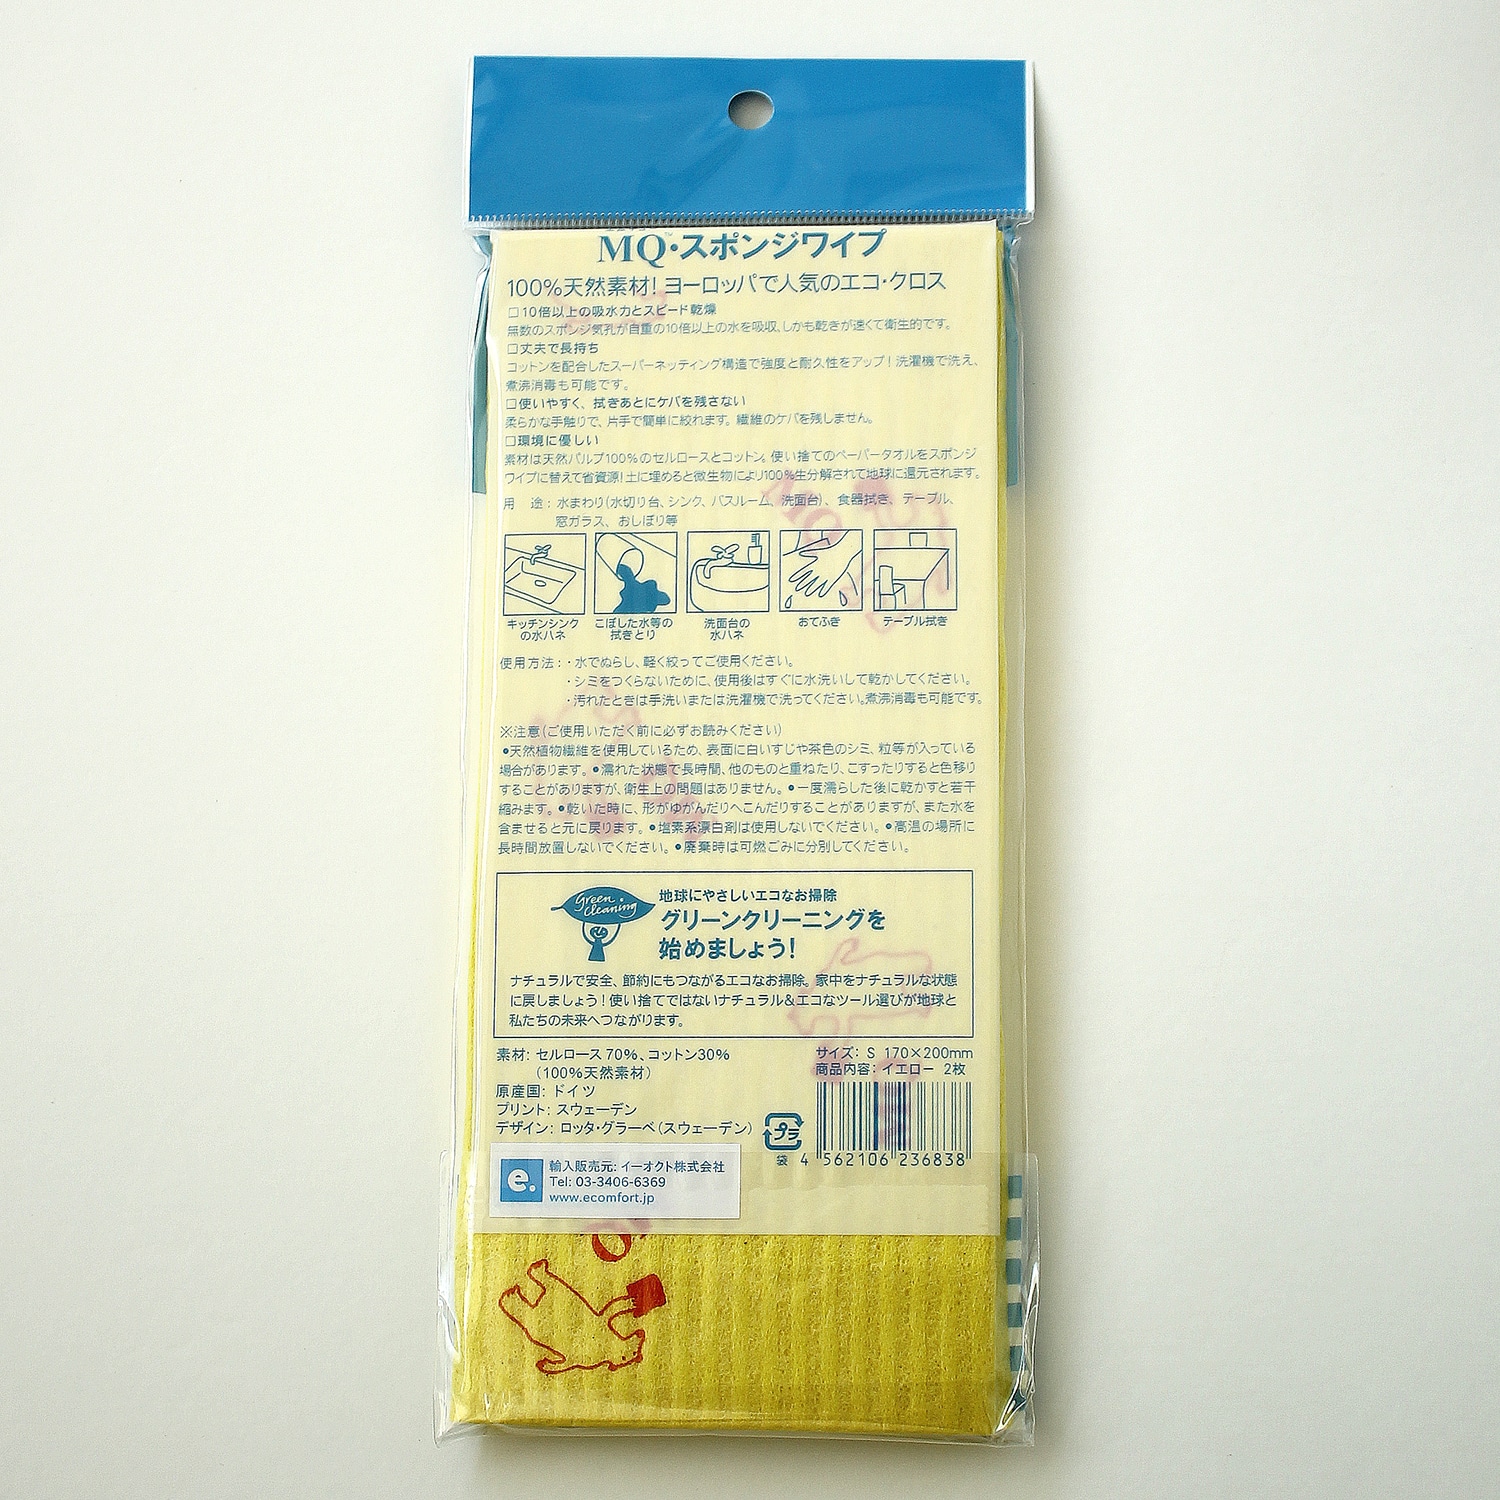 MQ™・スポンジワイプ
100%天然素材！ヨーロッパで人気のエコ・クロス
□10倍以上の吸水力とスピード乾燥
無数のスポンジ気孔が自重の10倍以上の水を吸収、しかも乾きが速くて衛生的です。
□丈夫で長持ち
コットンを配合したスーパーネッティング構造で強度と耐久性をアップ！洗濯機で洗え、
煮沸消毒も可能です。
□使いやすく、拭きあとにケバを残さない
柔らかな手触りで、片手で簡単に絞れます。繊維のケバを残しません。
□環境に優しい
素材は天然パルプ100%のセルロースとコットン。使い捨てのペーパータオルをスポンジ
ワイプに替えて省資源！土に埋めると微生物により100%生分解されて地球に還元されます。
用　途：水まわり（水切り台、シンク、バスルーム、洗面台）、食器拭き、テーブル、
窓ガラス、おしぼり等
キッチンシンクの水ハネ
こぼした水等の拭きとり
洗面台の水ハネ
おてふき
テーブル拭き
使用方法：・水でぬらし、軽く絞ってご使用ください。
・シミをつくらないために、使用後はすぐに水洗いして乾かしてください。
・汚れたときは手洗いまたは洗濯機で洗ってください。煮沸消毒も可能です。
※注意（ご使用いただく前に必ずお読みください）
●天然植物繊維を使用しているため、表面に白いすじや茶色のシミ、粒等が入っている
場合があります。●濡れた状態で長時間、他のものと重ねたり、こすったりすると色移り
することがありますが、衛生上の問題はありません。●一度濡らした後に乾かすと若干
縮みます。●乾いた時に、形がゆがんだりへこんだりすることがありますが、また水を
含ませると元に戻ります。●塩素系漂白剤は使用しないでください。●高温の場所に
長時間放置しないでください。●廃棄時は可燃ごみに分別してください。
Green Cleaning
地球にやさしいエコなお掃除
グリーンクリーニングを
始めましょう！
ナチュラルで安全、節約にもつながるエコなお掃除。家中をナチュラルな状態
に戻しましょう！使い捨てではないナチュラル＆エコなツール選びが地球と
私たちの未来へつながります。
素材：セルロース70%、コットン30%
（100%天然素材）
原産国：ドイツ
プリント：スウェーデン
デザイン：ロッタ・グラーベ（スウェーデン）
サイズ：S 170×200mm
商品内容：イエロー 2枚
プラ
袋
4 562106 236838
e.
輸入販売元：イーオクト株式会社
Tel: 03-3406-6369
www.ecomfort.jp